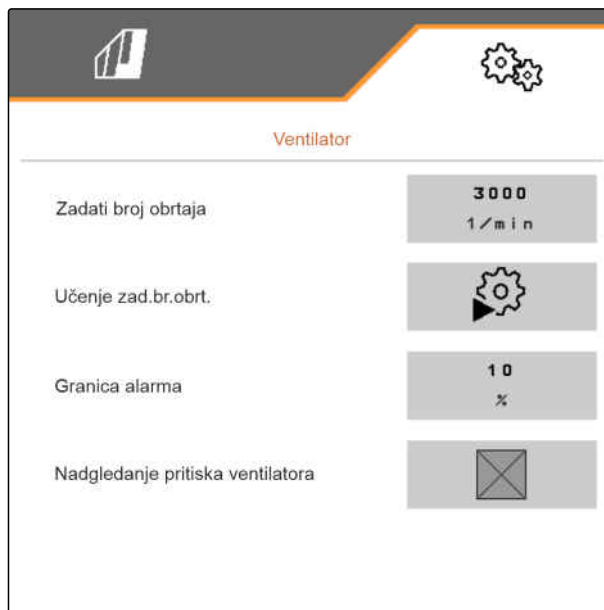 Ventilator
Zadati broj obrtaja
3000
1/min
Učenje zad.br.obrt.
Granica alarma
10
%
Nadgledanje pritiska ventilatora